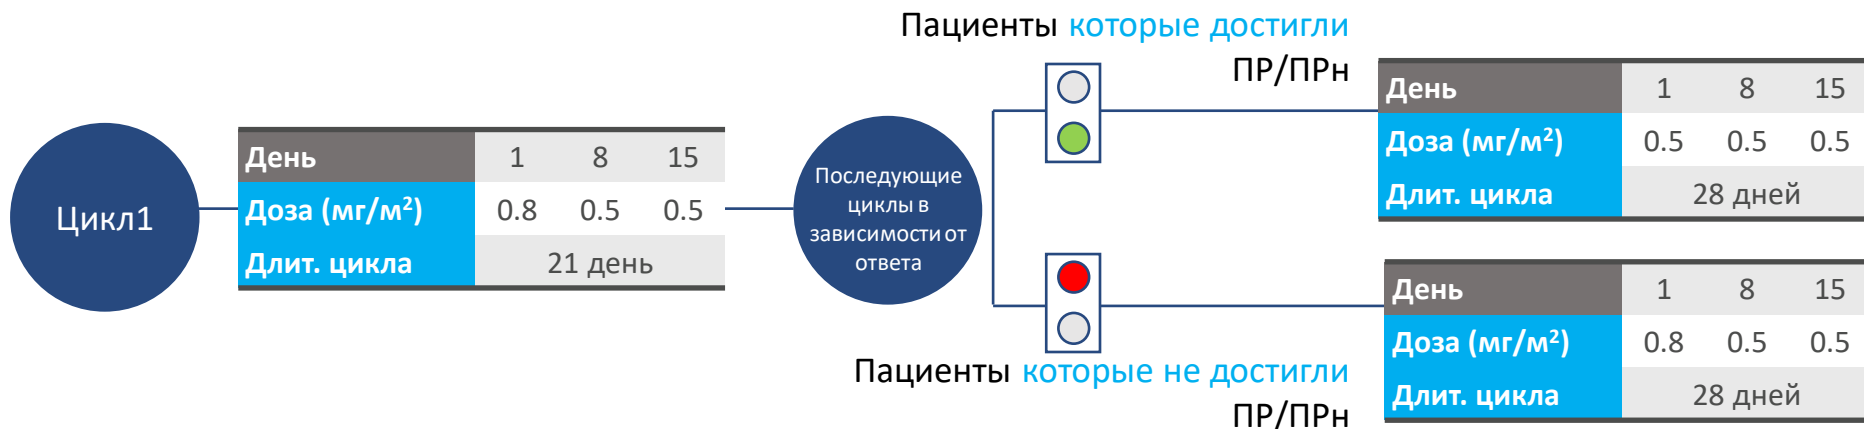 Цикл1
День 1 8 15
Доза (мг/м²) 0.8 0.5 0.5
Длит. цикла 21 день
Последующие
циклы в
зависимости от
ответа
Пациенты которые достигли
ПР/ПРн
День 1 8 15
Доза (мг/м²) 0.5 0.5 0.5
Длит. цикла 28 дней
Пациенты которые не достигли
ПР/ПРн
День 1 8 15
Доза (мг/м²) 0.8 0.5 0.5
Длит. цикла 28 дней